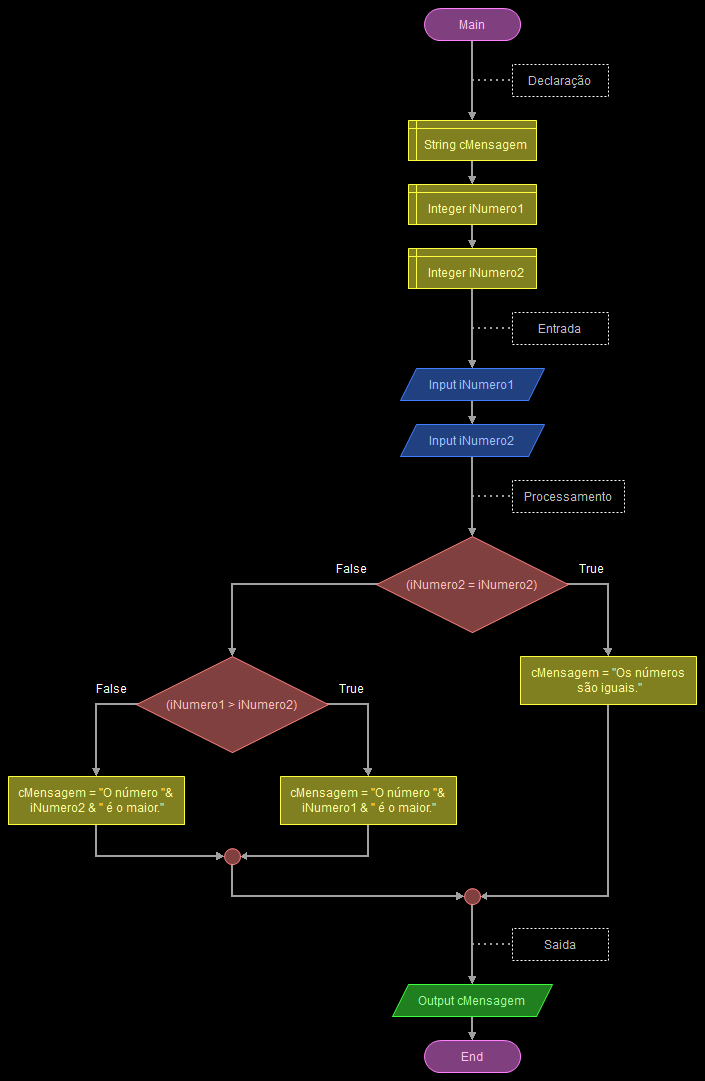 Main
Declaração
String cMensagem
Integer iNumero1
Integer iNumero2
Entrada
Input iNumero1
Input iNumero2
Processamento
False
True
(iNumero2 = iNumero2)
cMensagem = "Os números
são iguais."
False
True
(iNumero1 > iNumero2)
cMensagem = "O número "&
iNumero2 & " é o maior."
cMensagem = "O número "&
iNumero1 & " é o maior."
Saida
Output cMensagem
End